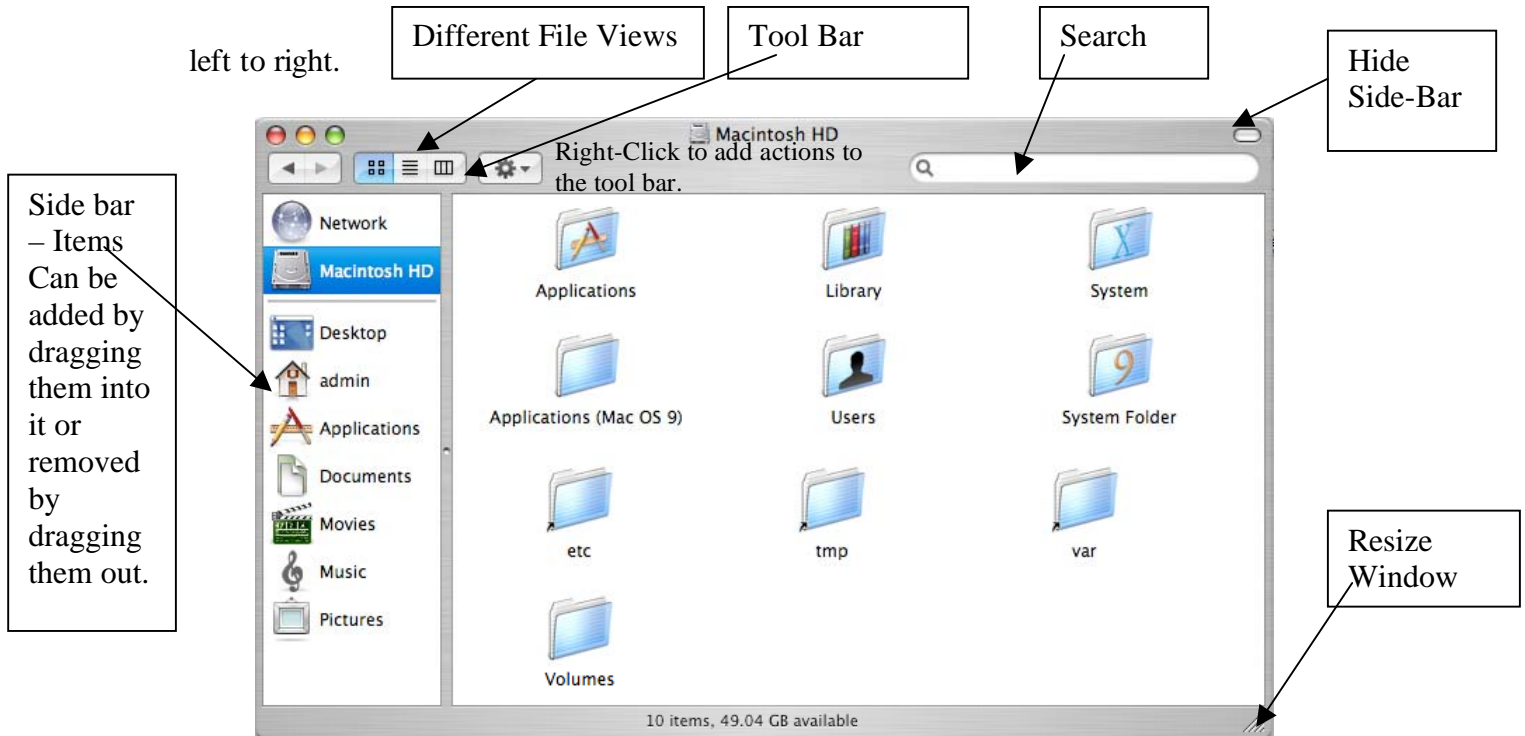 left to right.
Different File Views
Tool Bar
Search
Hide
Side-Bar
Macintosh HD
Right-Click to add actions to
the tool bar.
Side bar
– Items
Can be
added by
dragging
them into
it or
removed
by
dragging
them out.
Network
Macintosh HD
Desktop
admin
Applications
Documents
Movies
Music
Pictures
Applications
Library
System
Applications (Mac OS 9)
Users
System Folder
etc
tmp
var
Volumes
10 items, 49.04 GB available
Resize
Window